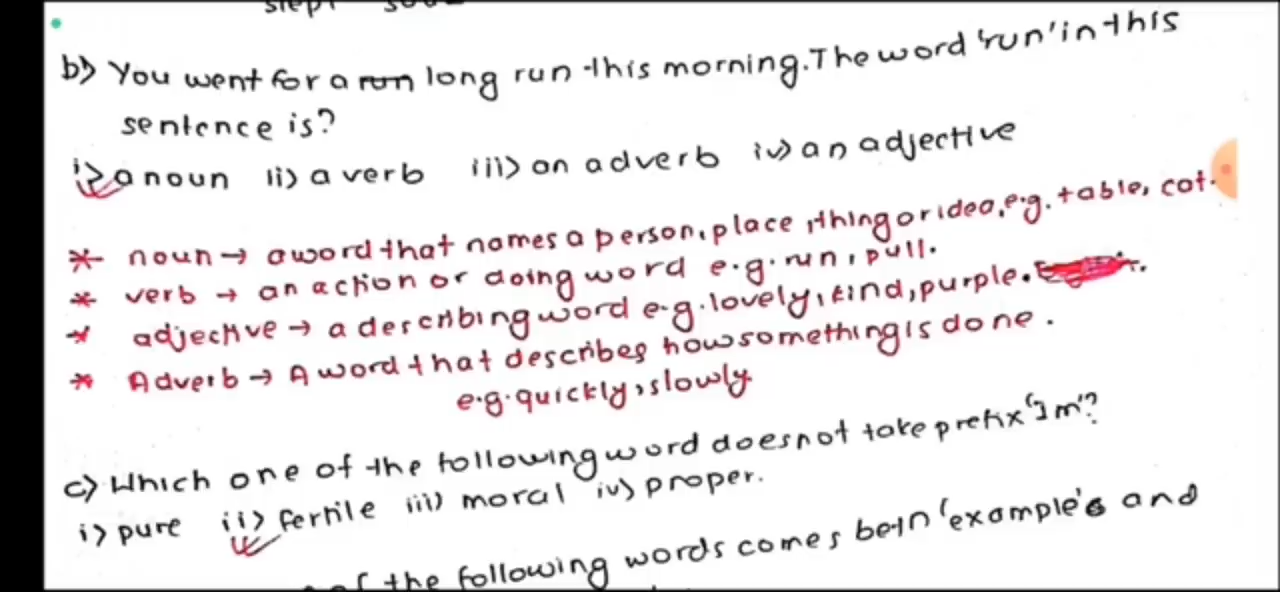 b) You went for a run long run this morning. The word 'run' in this
sentence is?
i) a noun ii) a verb iii) an adverb iv) an adjective
* noun → a word that names a person, place, thing or idea, e.g. table, cat.
* verb → an action or doing word e.g. run, pull.
* adjective → a describing word e.g. lovely, kind, purple.
* Adverb → A word that describes how something is done.
e.g. quickly, slowly
c) Which one of the following word does not take prefix 'Im'?
i) pure ii) fertile iii) moral iv) proper.
of the following words comes betn 'example's and